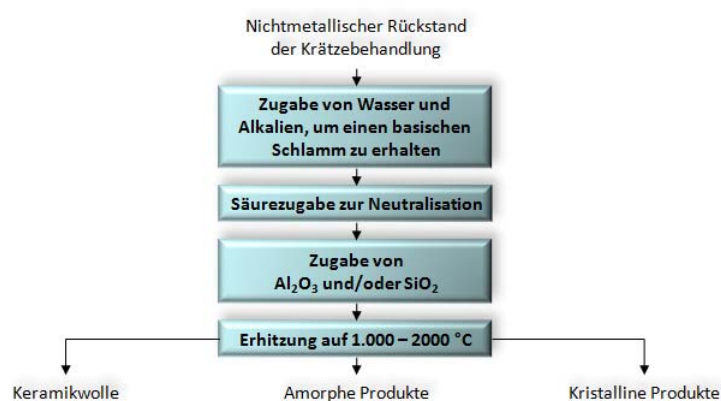 Nichtmetallischer Rückstand
der Krätzebehandlung
Zugabe von Wasser und
Alkalien, um einen basischen
Schlamm zu erhalten
Säurezugabe zur Neutralisation
Zugabe von
Al₂O₃ und/oder SiO₂
Erhitzung auf 1.000 – 2000 °C
Keramikwolle
Amorphe Produkte
Kristalline Produkte